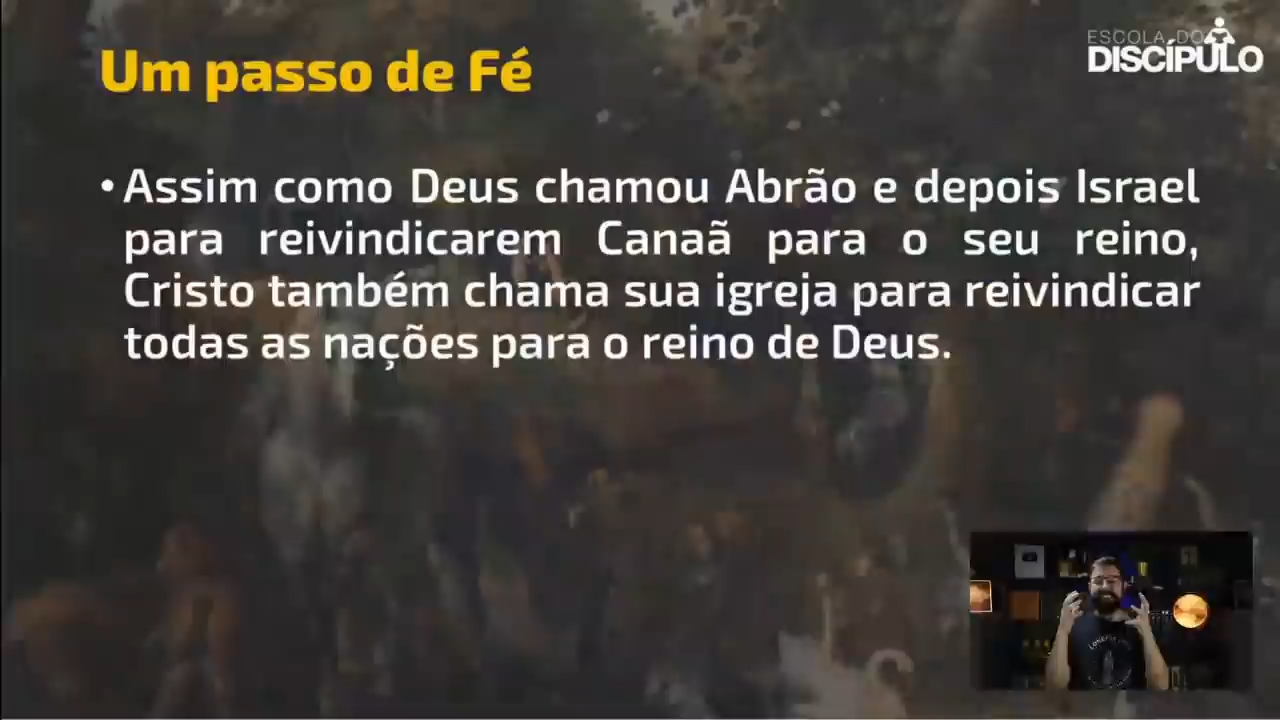 Um passo de Fé
ESCOLA DO
DISCÍPULO
• Assim como Deus chamou Abrão e depois Israel
para reivindicarem Canaã para o seu reino,
Cristo também chama sua igreja para reivindicar
todas as nações para o reino de Deus.